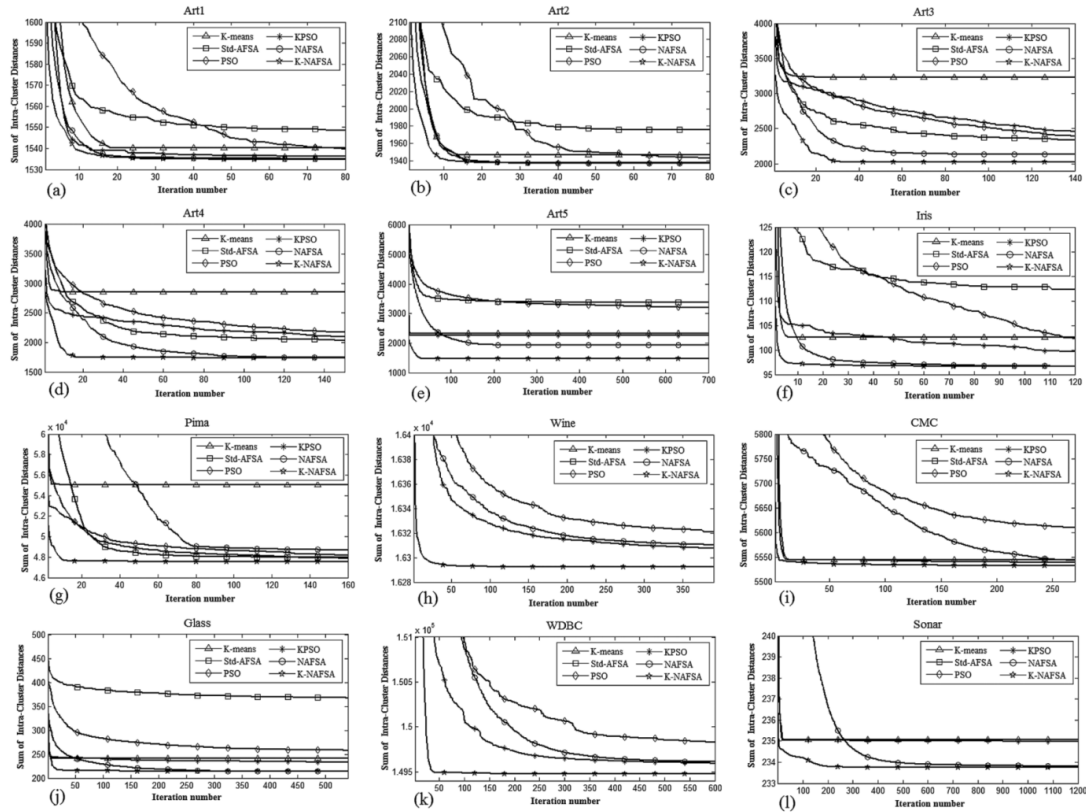 Art1
1600
1590
1580
1570
1560
1550
1540
1530
Sum of Intra-Cluster Distances
K-means KPSO
Std-AFSA NAFSA
PSO K-NAFSA
(a)
10 20 30 40 50 60 70 80
Iteration number
Art2
2100
2080
2060
2040
2020
2000
1980
1960
1940
Sum of Intra-Cluster Distances
K-means KPSO
Std-AFSA NAFSA
PSO K-NAFSA
(b)
10 20 30 40 50 60 70 80
Iteration number
Art3
4000
3500
3000
2500
2000
Sum of Intra-Cluster Distances
K-means KPSO
Std-AFSA NAFSA
PSO K-NAFSA
(c)
20 40 60 80 100 120 140
Iteration number
Art4
4000
3500
3000
2500
2000
1500
Sum of Intra-Cluster Distances
K-means KPSO
Std-AFSA NAFSA
PSO K-NAFSA
(d)
20 40 60 80 100 120 140
Iteration number
Art5
6000
5000
4000
3000
2000
1000
Sum of Intra-Cluster Distances
K-means KPSO
Std-AFSA NAFSA
PSO K-NAFSA
(e)
100 200 300 400 500 600 700
Iteration number
Iris
125
120
115
110
105
100
95
Sum of Intra-Cluster Distances
K-means KPSO
Std-AFSA NAFSA
PSO K-NAFSA
(f)
10 20 30 40 50 60 70 80 90 100 110 120
Iteration number
Pima
× 10⁴
6
5.8
5.6
5.4
5.2
5
4.8
4.6
Sum of Intra-Cluster Distances
K-means KPSO
Std-AFSA NAFSA
PSO K-NAFSA
(g)
20 40 60 80 100 120 140 160
Iteration number
Wine
× 10⁴
1.64
1.638
1.636
1.634
1.632
1.63
1.628
Sum of Intra-Cluster Distances
K-means KPSO
Std-AFSA NAFSA
PSO K-NAFSA
(h)
50 100 150 200 250 300 350
Iteration number
CMC
5800
5750
5700
5650
5600
5550
5500
Sum of Intra-Cluster Distances
K-means KPSO
Std-AFSA NAFSA
PSO K-NAFSA
(i)
50 100 150 200 250
Iteration number
Glass
500
450
400
350
300
250
200
Sum of Intra-Cluster Distances
K-means KPSO
Std-AFSA NAFSA
PSO K-NAFSA
(j)
50 100 150 200 250 300 350 400 450 500
Iteration number
WDBC
× 10⁵
1.51
1.505
1.5
1.495
Sum of Intra-Cluster Distances
K-means KPSO
Std-AFSA NAFSA
PSO K-NAFSA
(k)
100 200 300 400 500 600
Iteration number
Sonar
240
239
238
237
236
235
234
233
Sum of Intra-Cluster Distances
K-means KPSO
Std-AFSA NAFSA
PSO K-NAFSA
(l)
100 200 300 400 500 600 700 800 900 1000 1100 1200
Iteration number